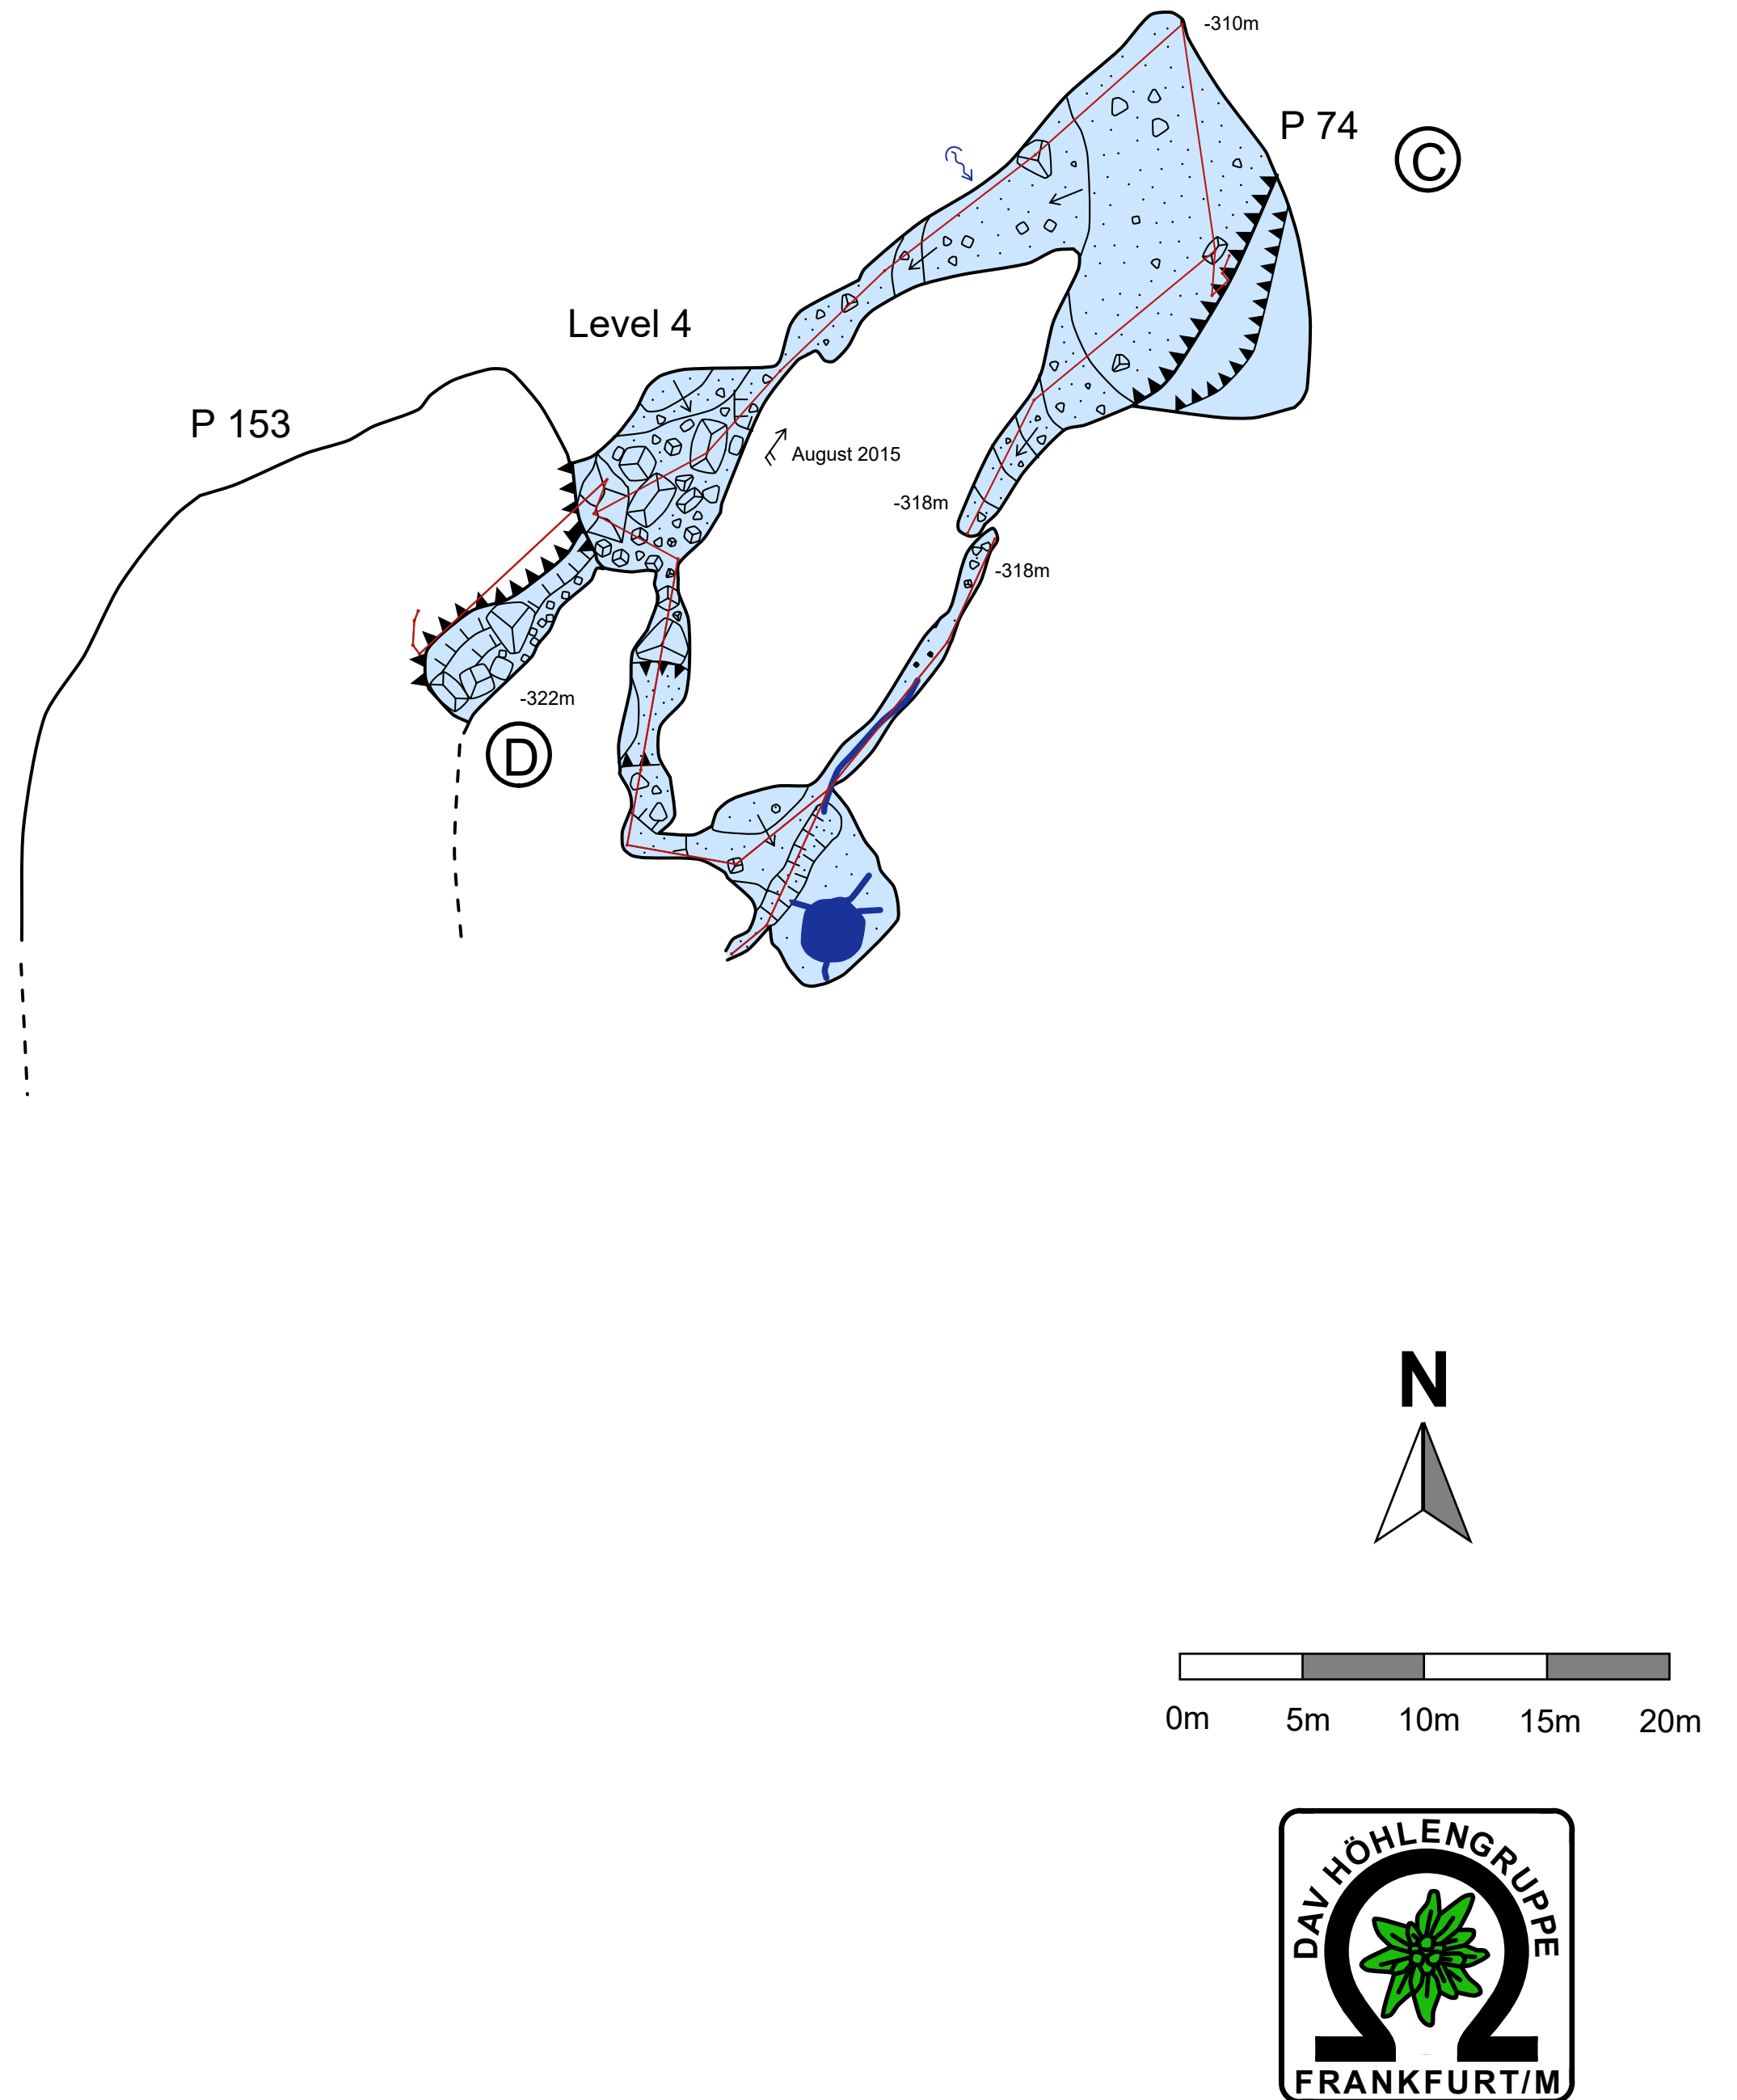 -310m
P 74
C
Level 4
P 153
August 2015
-318m
-318m
-322m
D
N
0m 5m 10m 15m 20m
DAV HÖHLENGRUPPE
FRANKFURT/M